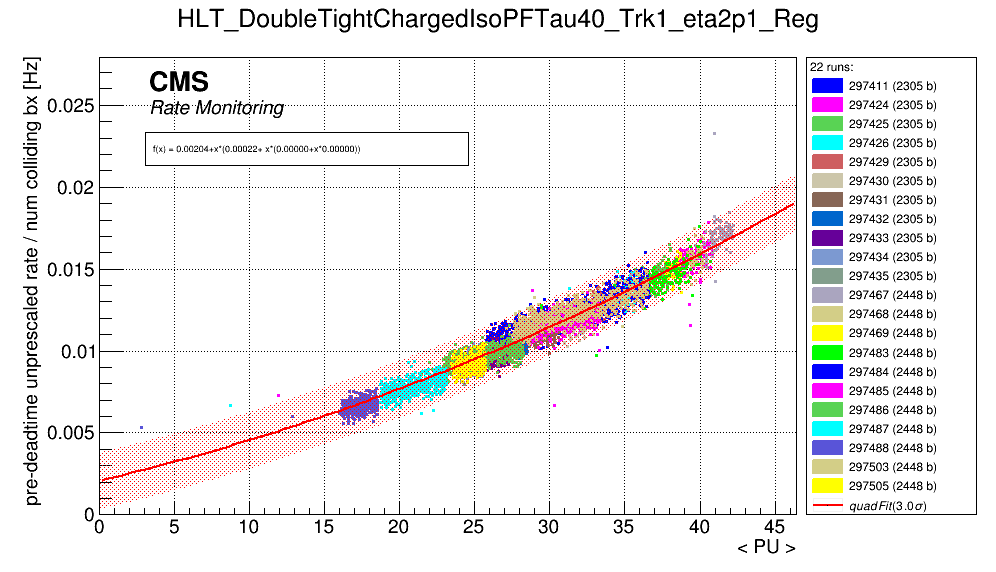 HLT_DoubleTightChargedIsoPFTau40_Trk1_eta2p1_Reg
pre-deadtime unprescaled rate / num colliding bx [Hz]
CMS
Rate Monitoring
f(x) = 0.00204+x*(0.00022+ x*(0.00000+x*0.00000))
0.025
0.02
0.015
0.01
0.005
0
0 5 10 15 20 25 30 35 40 45
< PU >
22 runs:
297411 (2305 b)
297424 (2305 b)
297425 (2305 b)
297426 (2305 b)
297429 (2305 b)
297430 (2305 b)
297431 (2305 b)
297432 (2305 b)
297433 (2305 b)
297434 (2305 b)
297435 (2305 b)
297467 (2448 b)
297468 (2448 b)
297469 (2448 b)
297483 (2448 b)
297484 (2448 b)
297485 (2448 b)
297486 (2448 b)
297487 (2448 b)
297488 (2448 b)
297503 (2448 b)
297505 (2448 b)
quadFit(3.0σ)